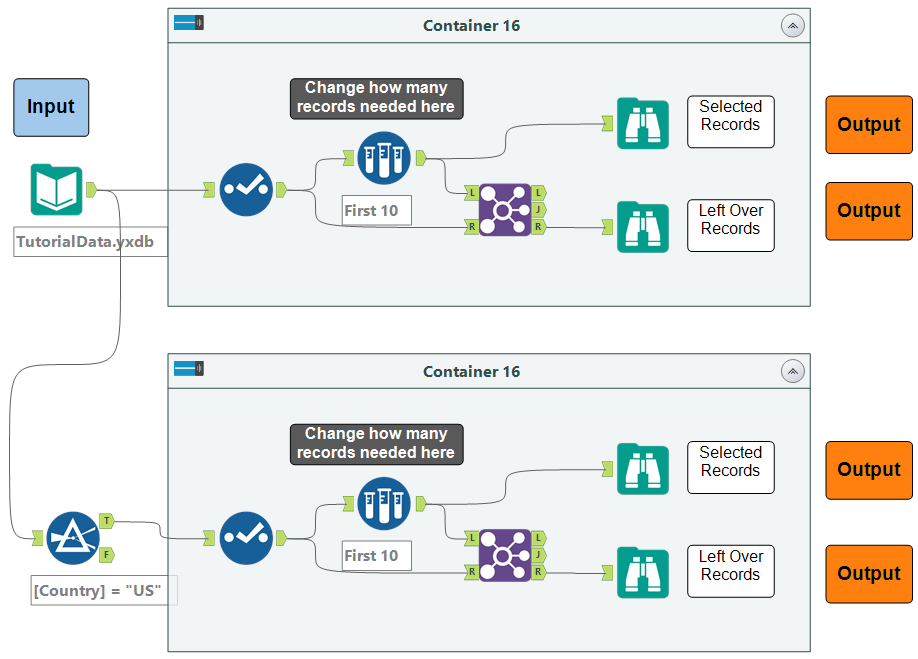 Container 16
Input
Change how many
records needed here
Selected
Records
Output
First 10
L
J
R
L
R
Left Over
Records
Output
TutorialData.yxdb
Container 16
Change how many
records needed here
Selected
Records
Output
First 10
T
F
L
J
R
L
R
Left Over
Records
Output
[Country] = "US"